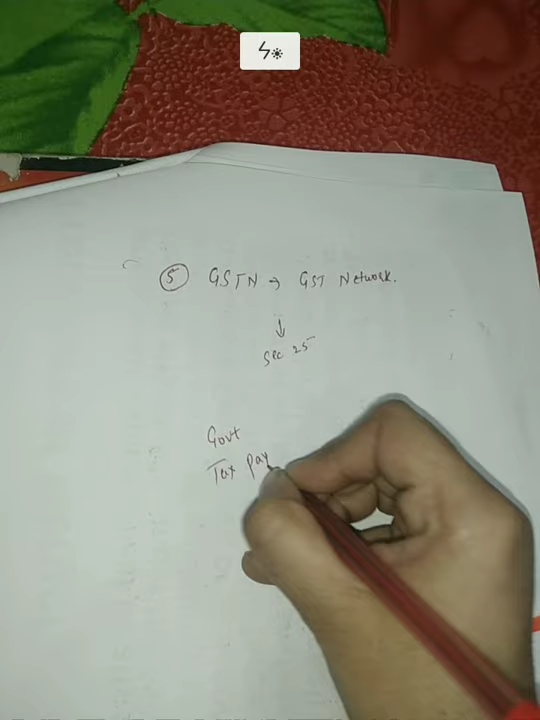 ⑤ GSTN → GST Network.
↓
Sec 25
Govt
Tax Pay